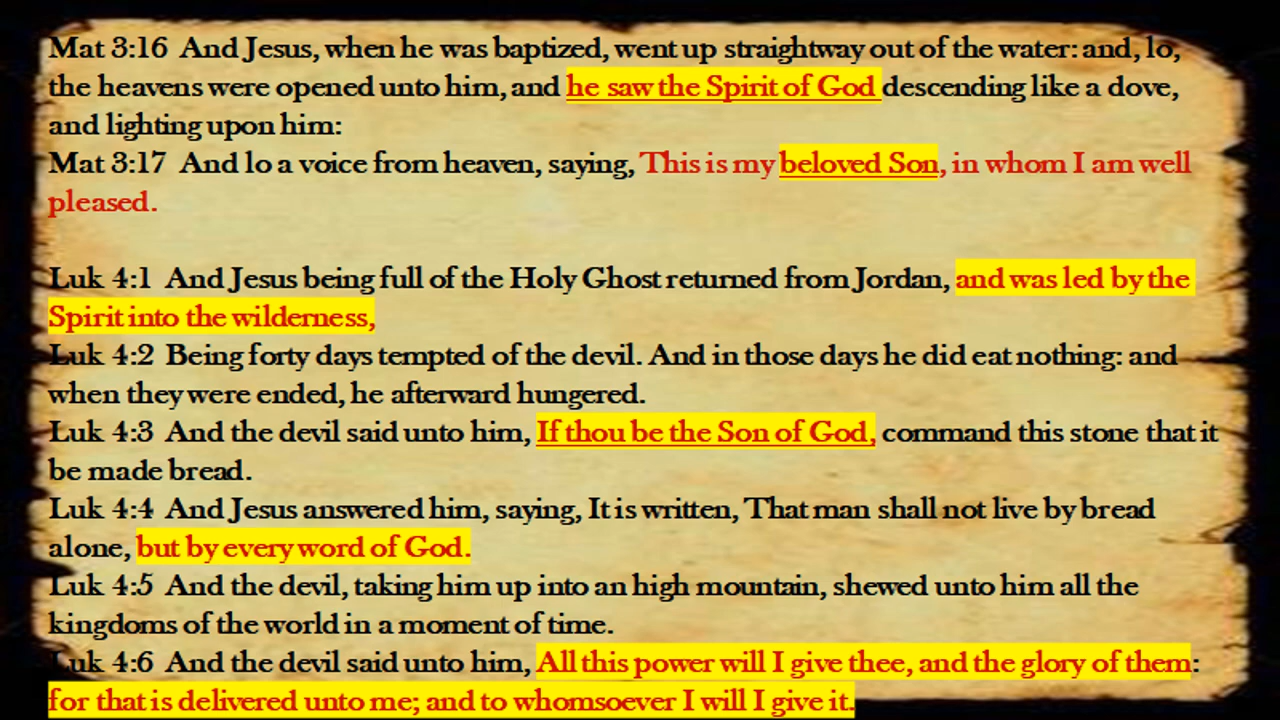 Mat 3:16 And Jesus, when he was baptized, went up straightway out of the water: and, lo,
the heavens were opened unto him, and he saw the Spirit of God descending like a dove,
and lighting upon him:
Mat 3:17 And lo a voice from heaven, saying, This is my beloved Son, in whom I am well
pleased.
Luk 4:1 And Jesus being full of the Holy Ghost returned from Jordan, and was led by the
Spirit into the wilderness,
Luk 4:2 Being forty days tempted of the devil. And in those days he did eat nothing: and
when they were ended, he afterward hungered.
Luk 4:3 And the devil said unto him, If thou be the Son of God, command this stone that it
be made bread.
Luk 4:4 And Jesus answered him, saying, It is written, That man shall not live by bread
alone, but by every word of God.
Luk 4:5 And the devil, taking him up into an high mountain, shewed unto him all the
kingdoms of the world in a moment of time.
Luk 4:6 And the devil said unto him, All this power will I give thee, and the glory of them:
for that is delivered unto me; and to whomsoever I will I give it.